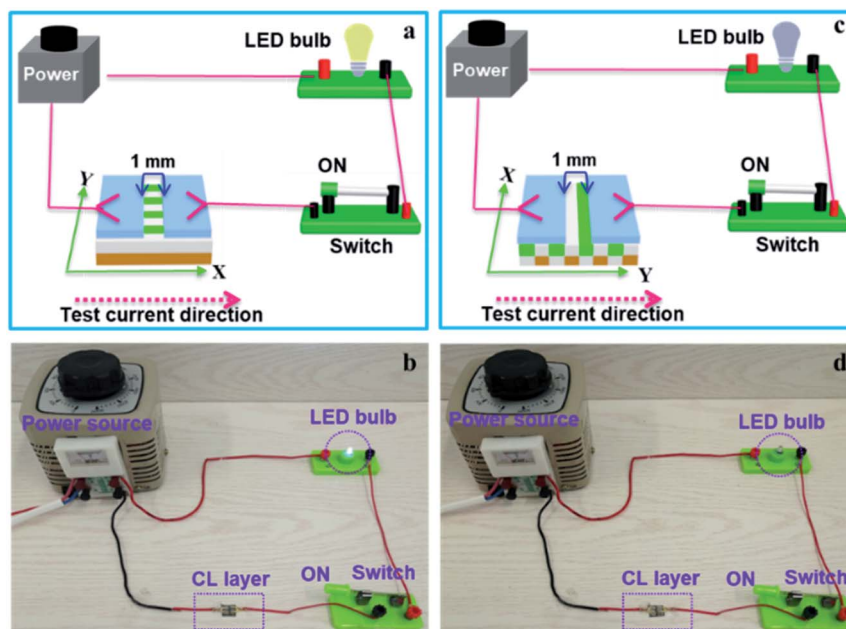 a
LED bulb
Power
1 mm
Y
ON
X
Switch
Test current direction
c
LED bulb
Power
1 mm
X
ON
Y
Switch
Test current direction
b
Power source
LED bulb
CL layer
ON
Switch
d
Power source
LED bulb
CL layer
ON
Switch